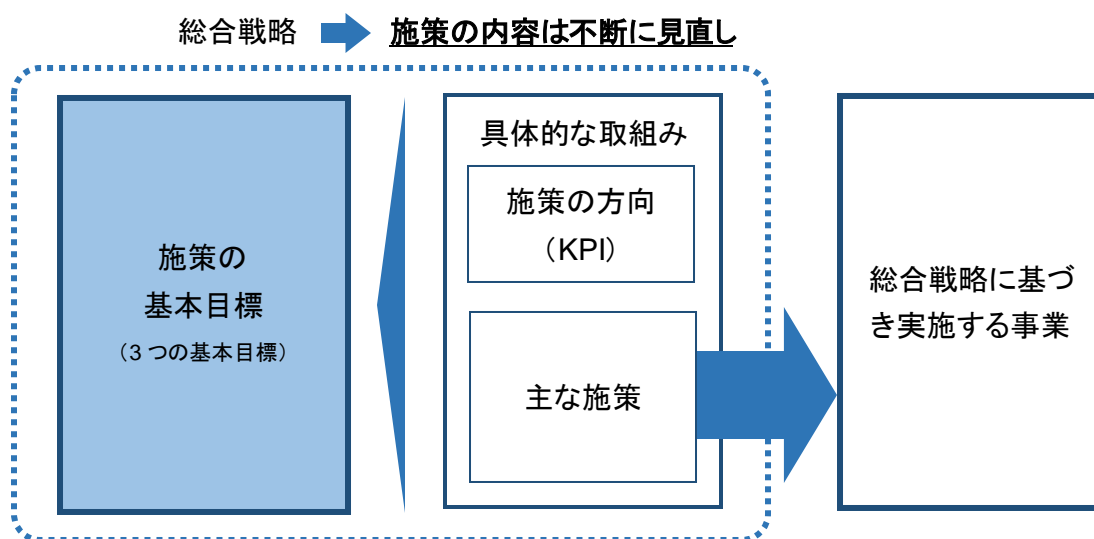 総合戦略 施策の内容は不断に見直し
施策の
基本目標
（3 つの基本目標）
具体的な取組み
施策の方向
（KPI）
主な施策
総合戦略に基づ
き実施する事業